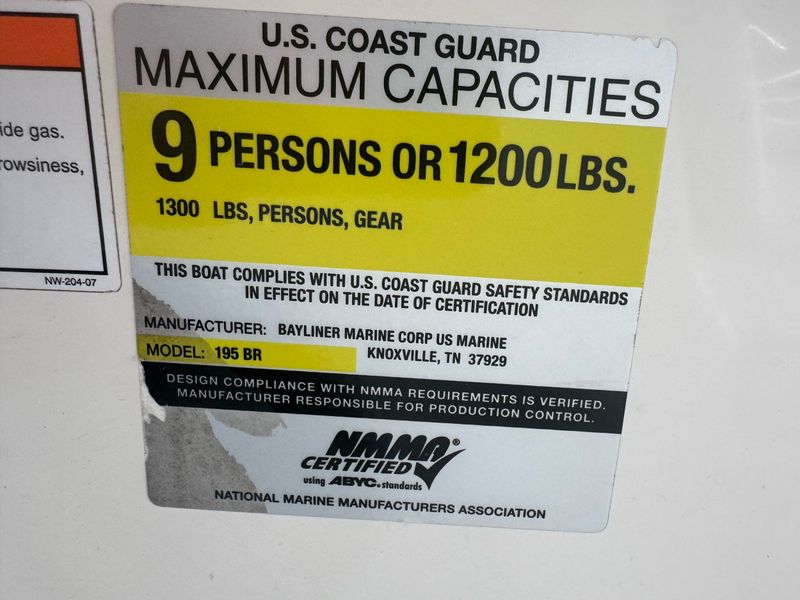 ide gas.
rowsiness,
NW-204-07
U.S. COAST GUARD
MAXIMUM CAPACITIES
9 PERSONS OR 1200 LBS.
1300 LBS, PERSONS, GEAR
THIS BOAT COMPLIES WITH U.S. COAST GUARD SAFETY STANDARDS
IN EFFECT ON THE DATE OF CERTIFICATION
MANUFACTURER: BAYLINER MARINE CORP US MARINE
MODEL: 195 BR KNOXVILLE, TN 37929
DESIGN COMPLIANCE WITH NMMA REQUIREMENTS IS VERIFIED.
MANUFACTURER RESPONSIBLE FOR PRODUCTION CONTROL.
NMMA®
CERTIFIED
using ABYC® standards
NATIONAL MARINE MANUFACTURERS ASSOCIATION